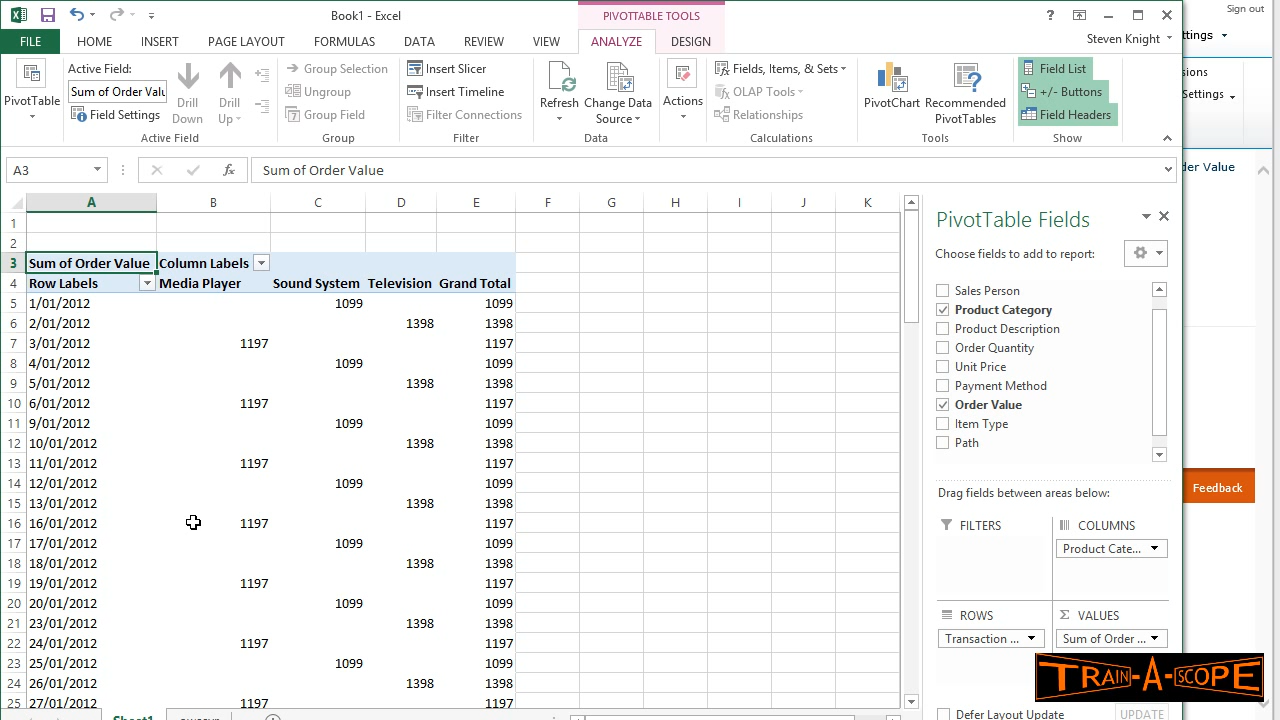 Sign out
Book1 - Excel
PIVOTTABLE TOOLS
?
FILE
HOME
INSERT
PAGE LAYOUT
FORMULAS
DATA
REVIEW
VIEW
ANALYZE
DESIGN
Steven Knight
ttings
PivotTable
Active Field:
Sum of Order Valu
Field Settings
Drill
Down
Drill
Up
Active Field
Group Selection
Ungroup
Group Field
Group
Insert Slicer
Insert Timeline
Filter Connections
Filter
Refresh
Change Data
Source
Data
Actions
Fields, Items, & Sets
OLAP Tools
Relationships
Calculations
PivotChart
Recommended
PivotTables
Tools
Field List
+/- Buttons
Field Headers
Show
sions
Settings
A3
fx
Sum of Order Value
der Value
A B C D E F G H I J K
1
2
3 Sum of Order Value Column Labels
4 Row Labels Media Player Sound System Television Grand Total
5 1/01/2012 1099 1099
6 2/01/2012 1398 1398
7 3/01/2012 1197 1197
8 4/01/2012 1099 1099
9 5/01/2012 1398 1398
10 6/01/2012 1197 1197
11 9/01/2012 1099 1099
12 10/01/2012 1398 1398
13 11/01/2012 1197 1197
14 12/01/2012 1099 1099
15 13/01/2012 1398 1398
16 16/01/2012 1197 1197
17 17/01/2012 1099 1099
18 18/01/2012 1398 1398
19 19/01/2012 1197 1197
20 20/01/2012 1099 1099
21 23/01/2012 1398 1398
22 24/01/2012 1197 1197
23 25/01/2012 1099 1099
24 26/01/2012 1398 1398
25 27/01/2012 1197 1197
Sheet1
PivotTable Fields
Choose fields to add to report:
Sales Person
Product Category
Product Description
Order Quantity
Unit Price
Payment Method
Order Value
Item Type
Path
Drag fields between areas below:
FILTERS
COLUMNS
Product Cate...
ROWS
Transaction ...
VALUES
Sum of Order ...
Defer Layout Update
UPDATE
Feedback
TRAIN-A-SCOPE